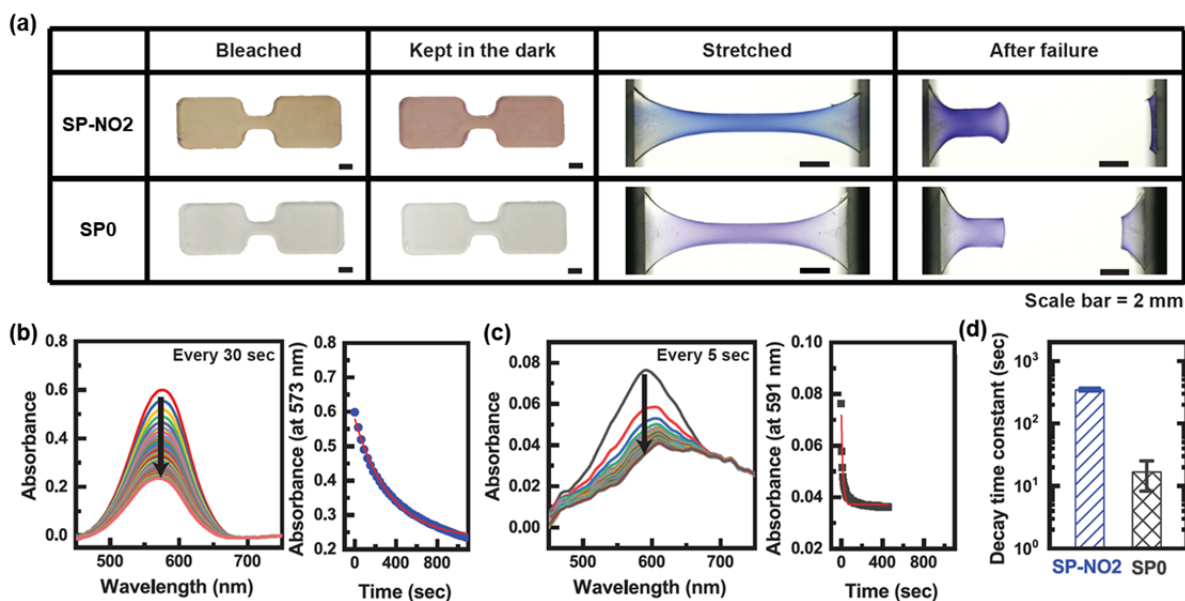 (a)
Bleached Kept in the dark Stretched After failure
SP-NO2
SP0
Scale bar = 2 mm
(b)
Every 30 sec
0.8
0.6
0.4
0.2
0.0
500 600 700
Absorbance
Wavelength (nm)
0.8
0.7
0.6
0.5
0.4
0.3
0.2
0 400 800
Absorbance (at 573 nm)
Time (sec)
(c)
Every 5 sec
0.08
0.06
0.04
0.02
0.00
500 600 700
Absorbance
Wavelength (nm)
0.10
0.08
0.06
0.04
0.02
0 400 800
Absorbance (at 591 nm)
Time (sec)
(d)
10³
10²
10¹
10⁰
Decay time constant (sec)
SP-NO2 SP0